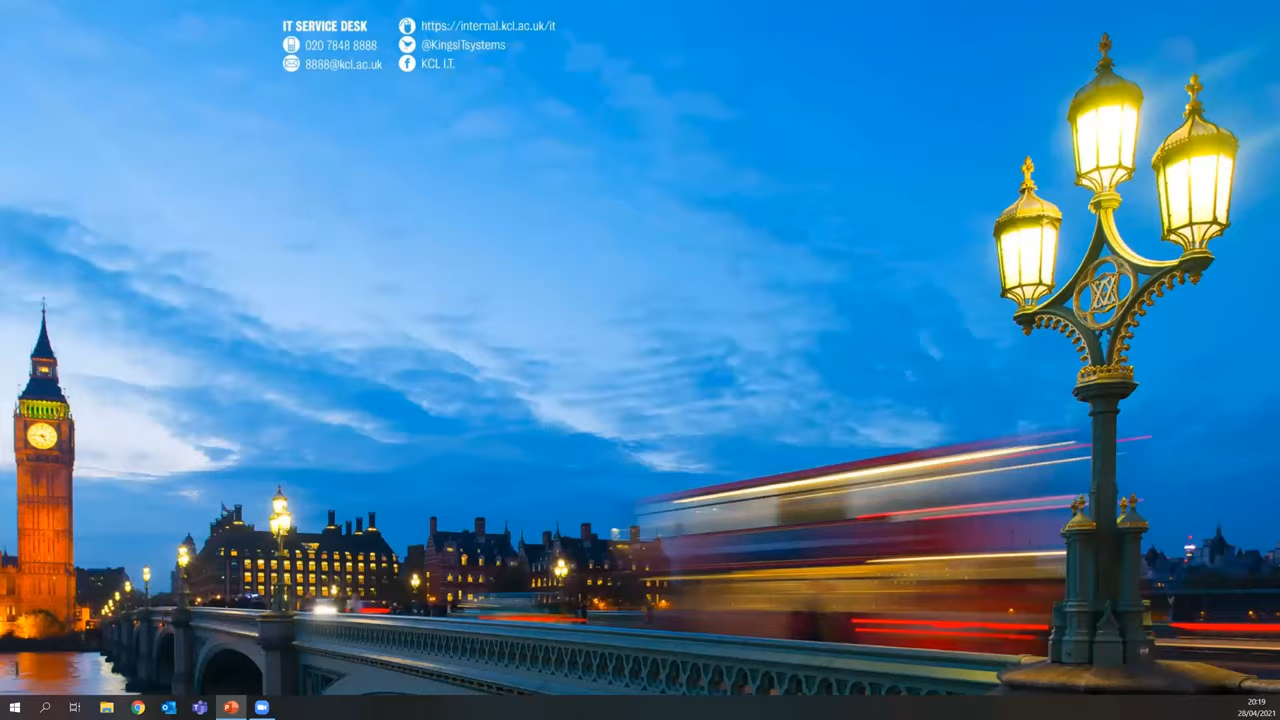 IT SERVICE DESK
020 7848 8888
8888@kcl.ac.uk
https://internal.kcl.ac.uk/it
@KingsITsystems
KCL I.T.
20:19
28/04/2021